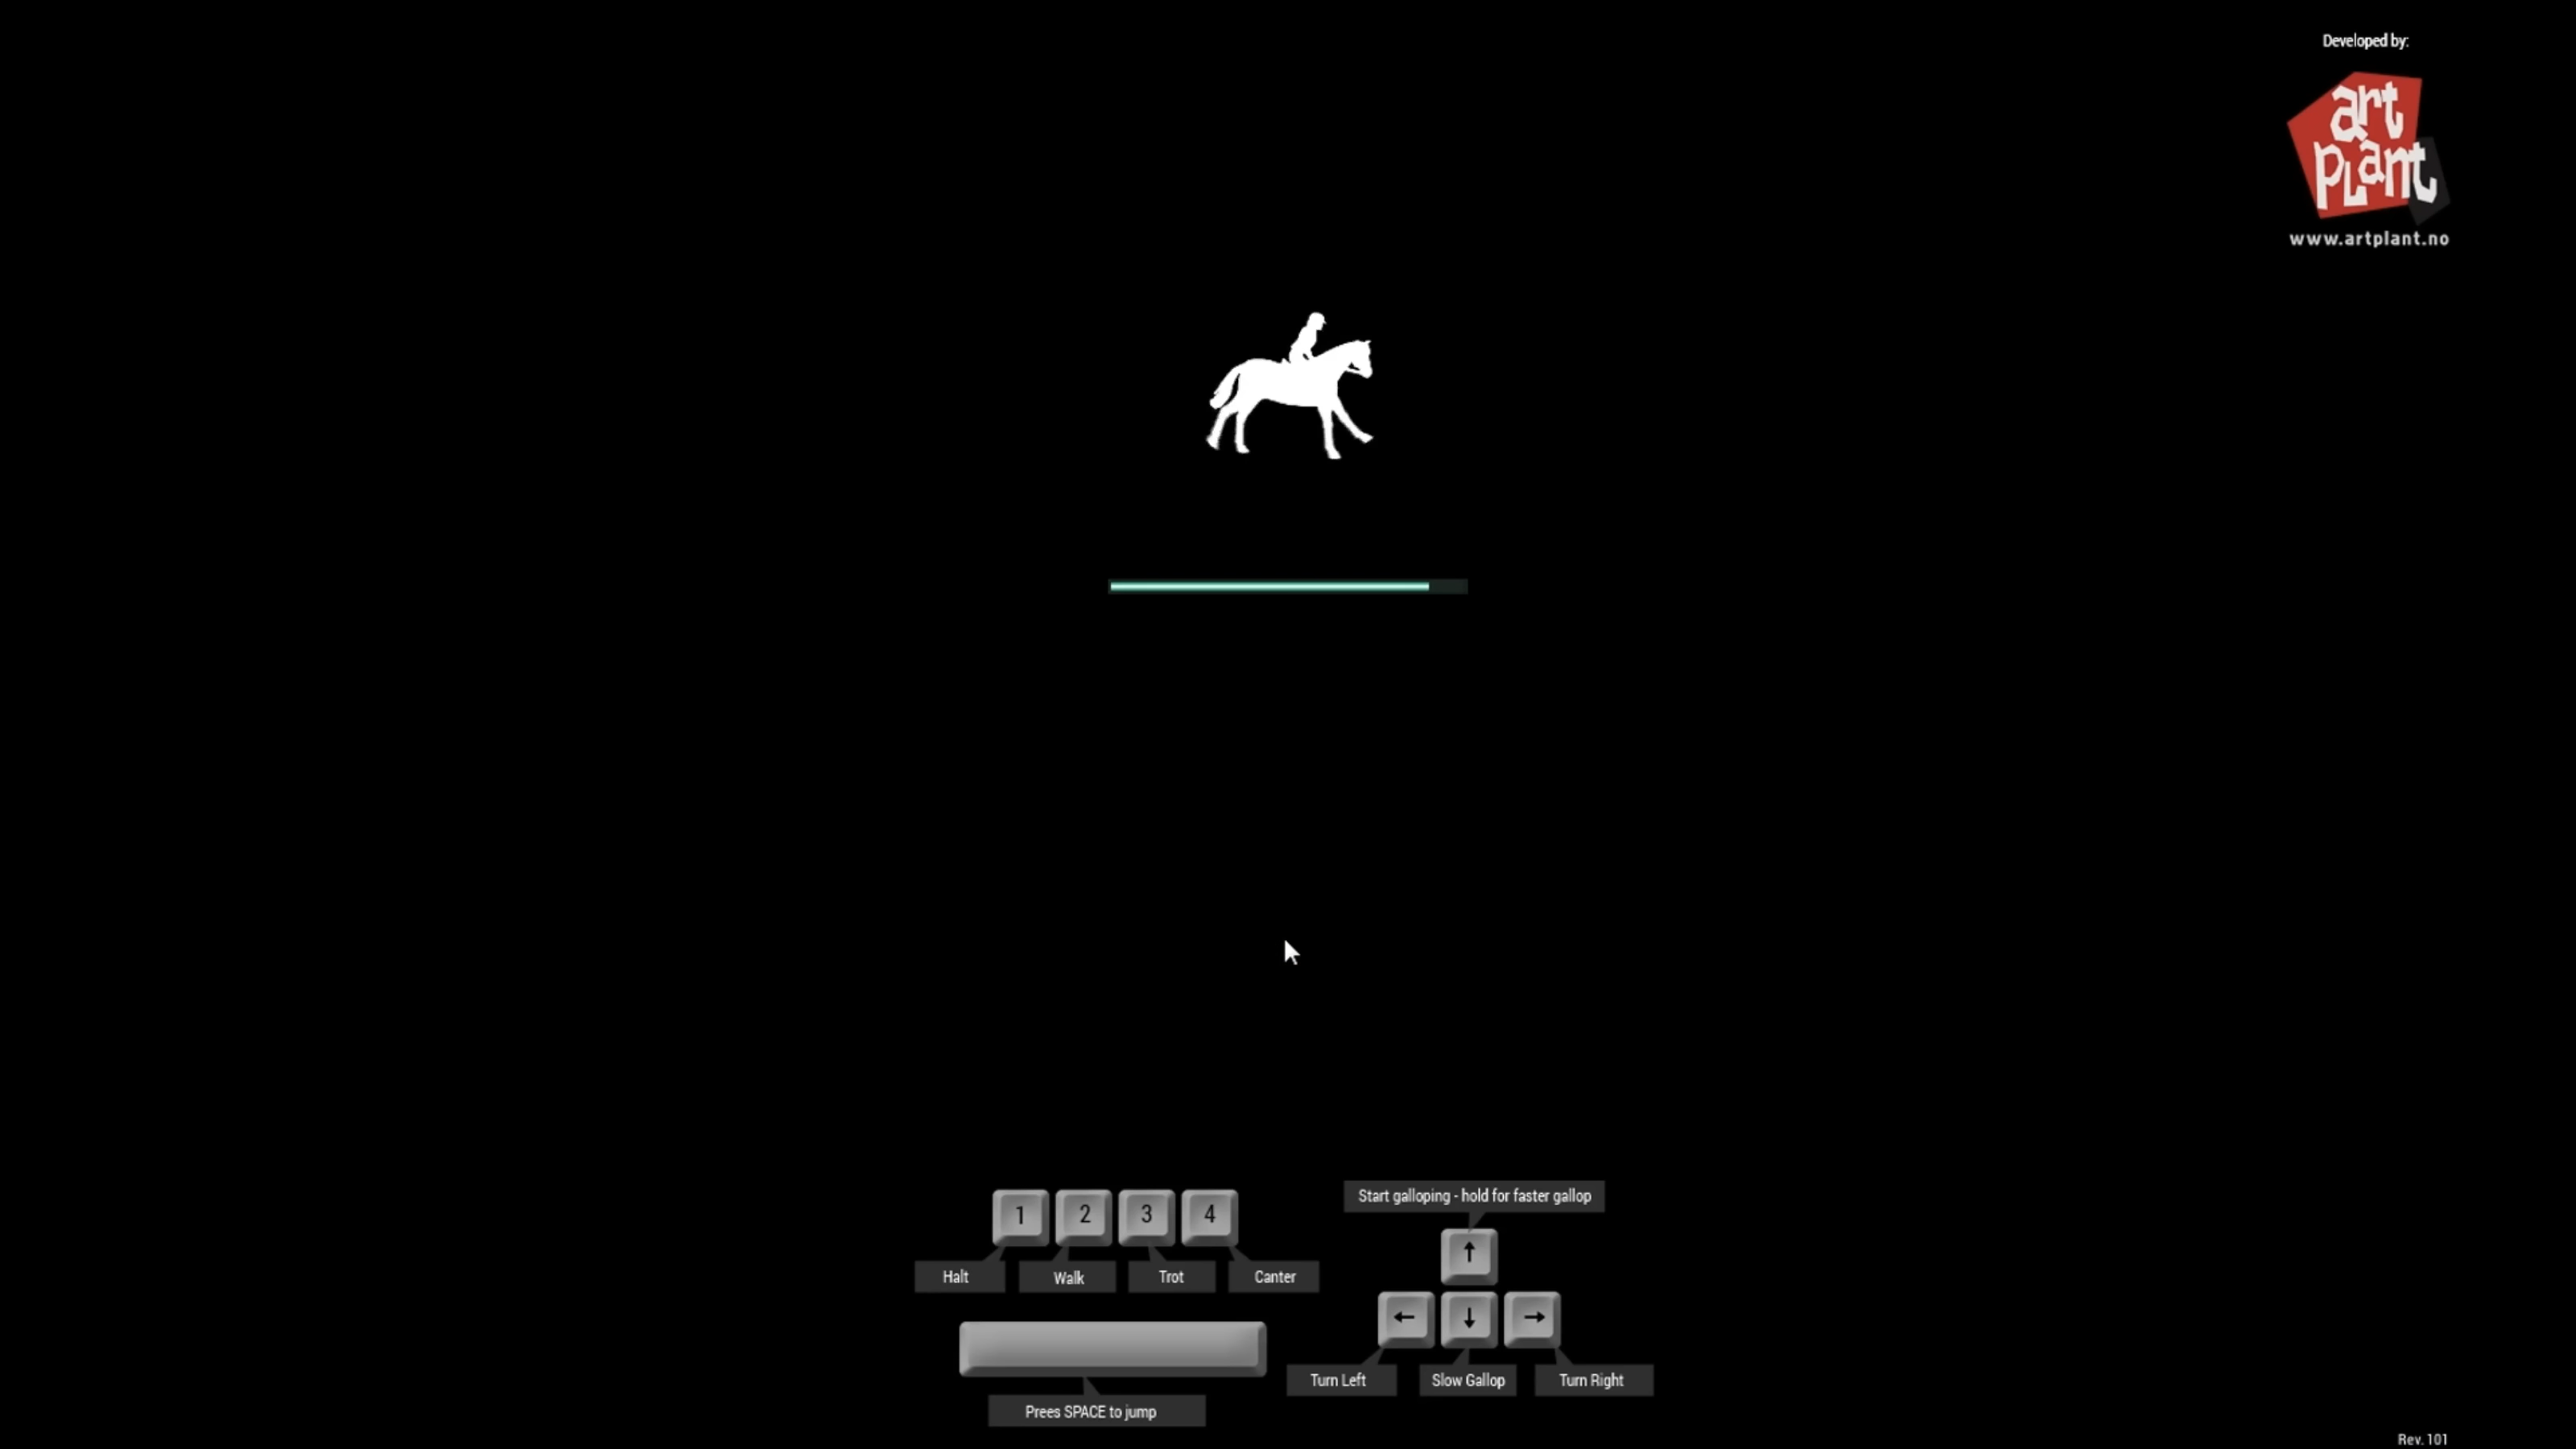 Developed by:
art
plant
www.artplant.no
1 2 3 4
Halt Walk Trot Canter
Prees SPACE to jump
Start galloping - hold for faster gallop
↑
← ↓ →
Turn Left Slow Gallop Turn Right
Rev. 101